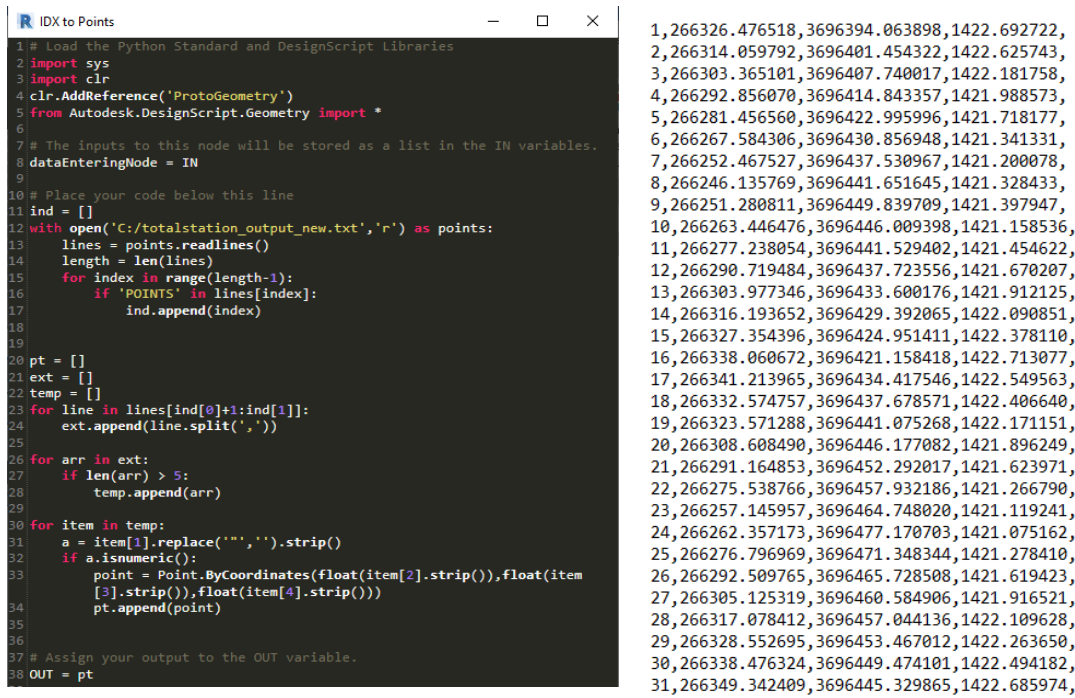 IDX to Points
1 # Load the Python Standard and DesignScript Libraries
2 import sys
3 import clr
4 clr.AddReference('ProtoGeometry')
5 from Autodesk.DesignScript.Geometry import *
6
7 # The inputs to this node will be stored as a list in the IN variables.
8 dataEnteringNode = IN
9
10 # Place your code below this line
11 ind = []
12 with open('C:/totalstation_output_new.txt','r') as points:
13     lines = points.readlines()
14     length = len(lines)
15     for index in range(length-1):
16         if 'POINTS' in lines[index]:
17             ind.append(index)
18
19
20 pt = []
21 ext = []
22 temp = []
23 for line in lines[ind[0]+1:ind[1]]:
24     ext.append(line.split(','))
25
26 for arr in ext:
27     if len(arr) > 5:
28         temp.append(arr)
29
30 for item in temp:
31     a = item[1].replace('"','').strip()
32     if a.isnumeric():
33         point = Point.ByCoordinates(float(item[2].strip()),float(item
[3].strip()),float(item[4].strip()))
34         pt.append(point)
35
36
37 # Assign your output to the OUT variable.
38 OUT = pt
1,266326.476518,3696394.063898,1422.692722,
2,266314.059792,3696401.454322,1422.625743,
3,266303.365101,3696407.740017,1422.181758,
4,266292.856070,3696414.843357,1421.988573,
5,266281.456560,3696422.995996,1421.718177,
6,266267.584306,3696430.856948,1421.341331,
7,266252.467527,3696437.530967,1421.200078,
8,266246.135769,3696441.651645,1421.328433,
9,266251.280811,3696449.839709,1421.397947,
10,266263.446476,3696446.009398,1421.158536,
11,266277.238054,3696441.529402,1421.454622,
12,266290.719484,3696437.723556,1421.670207,
13,266303.977346,3696433.600176,1421.912125,
14,266316.193652,3696429.392065,1422.090851,
15,266327.354396,3696424.951411,1422.378110,
16,266338.060672,3696421.158418,1422.713077,
17,266341.213965,3696434.417546,1422.549563,
18,266332.574757,3696437.678571,1422.406640,
19,266323.571288,3696441.075268,1422.171151,
20,266308.608490,3696446.177082,1421.896249,
21,266291.164853,3696452.292017,1421.623971,
22,266275.538766,3696457.932186,1421.266790,
23,266257.145957,3696464.748020,1421.119241,
24,266262.357173,3696477.170703,1421.075162,
25,266276.796969,3696471.348344,1421.278410,
26,266292.509765,3696465.728508,1421.619423,
27,266305.125319,3696460.584906,1421.916521,
28,266317.078412,3696457.044136,1422.109628,
29,266328.552695,3696453.467012,1422.263650,
30,266338.476324,3696449.474101,1422.494182,
31,266349.342409,3696445.329865,1422.685974,